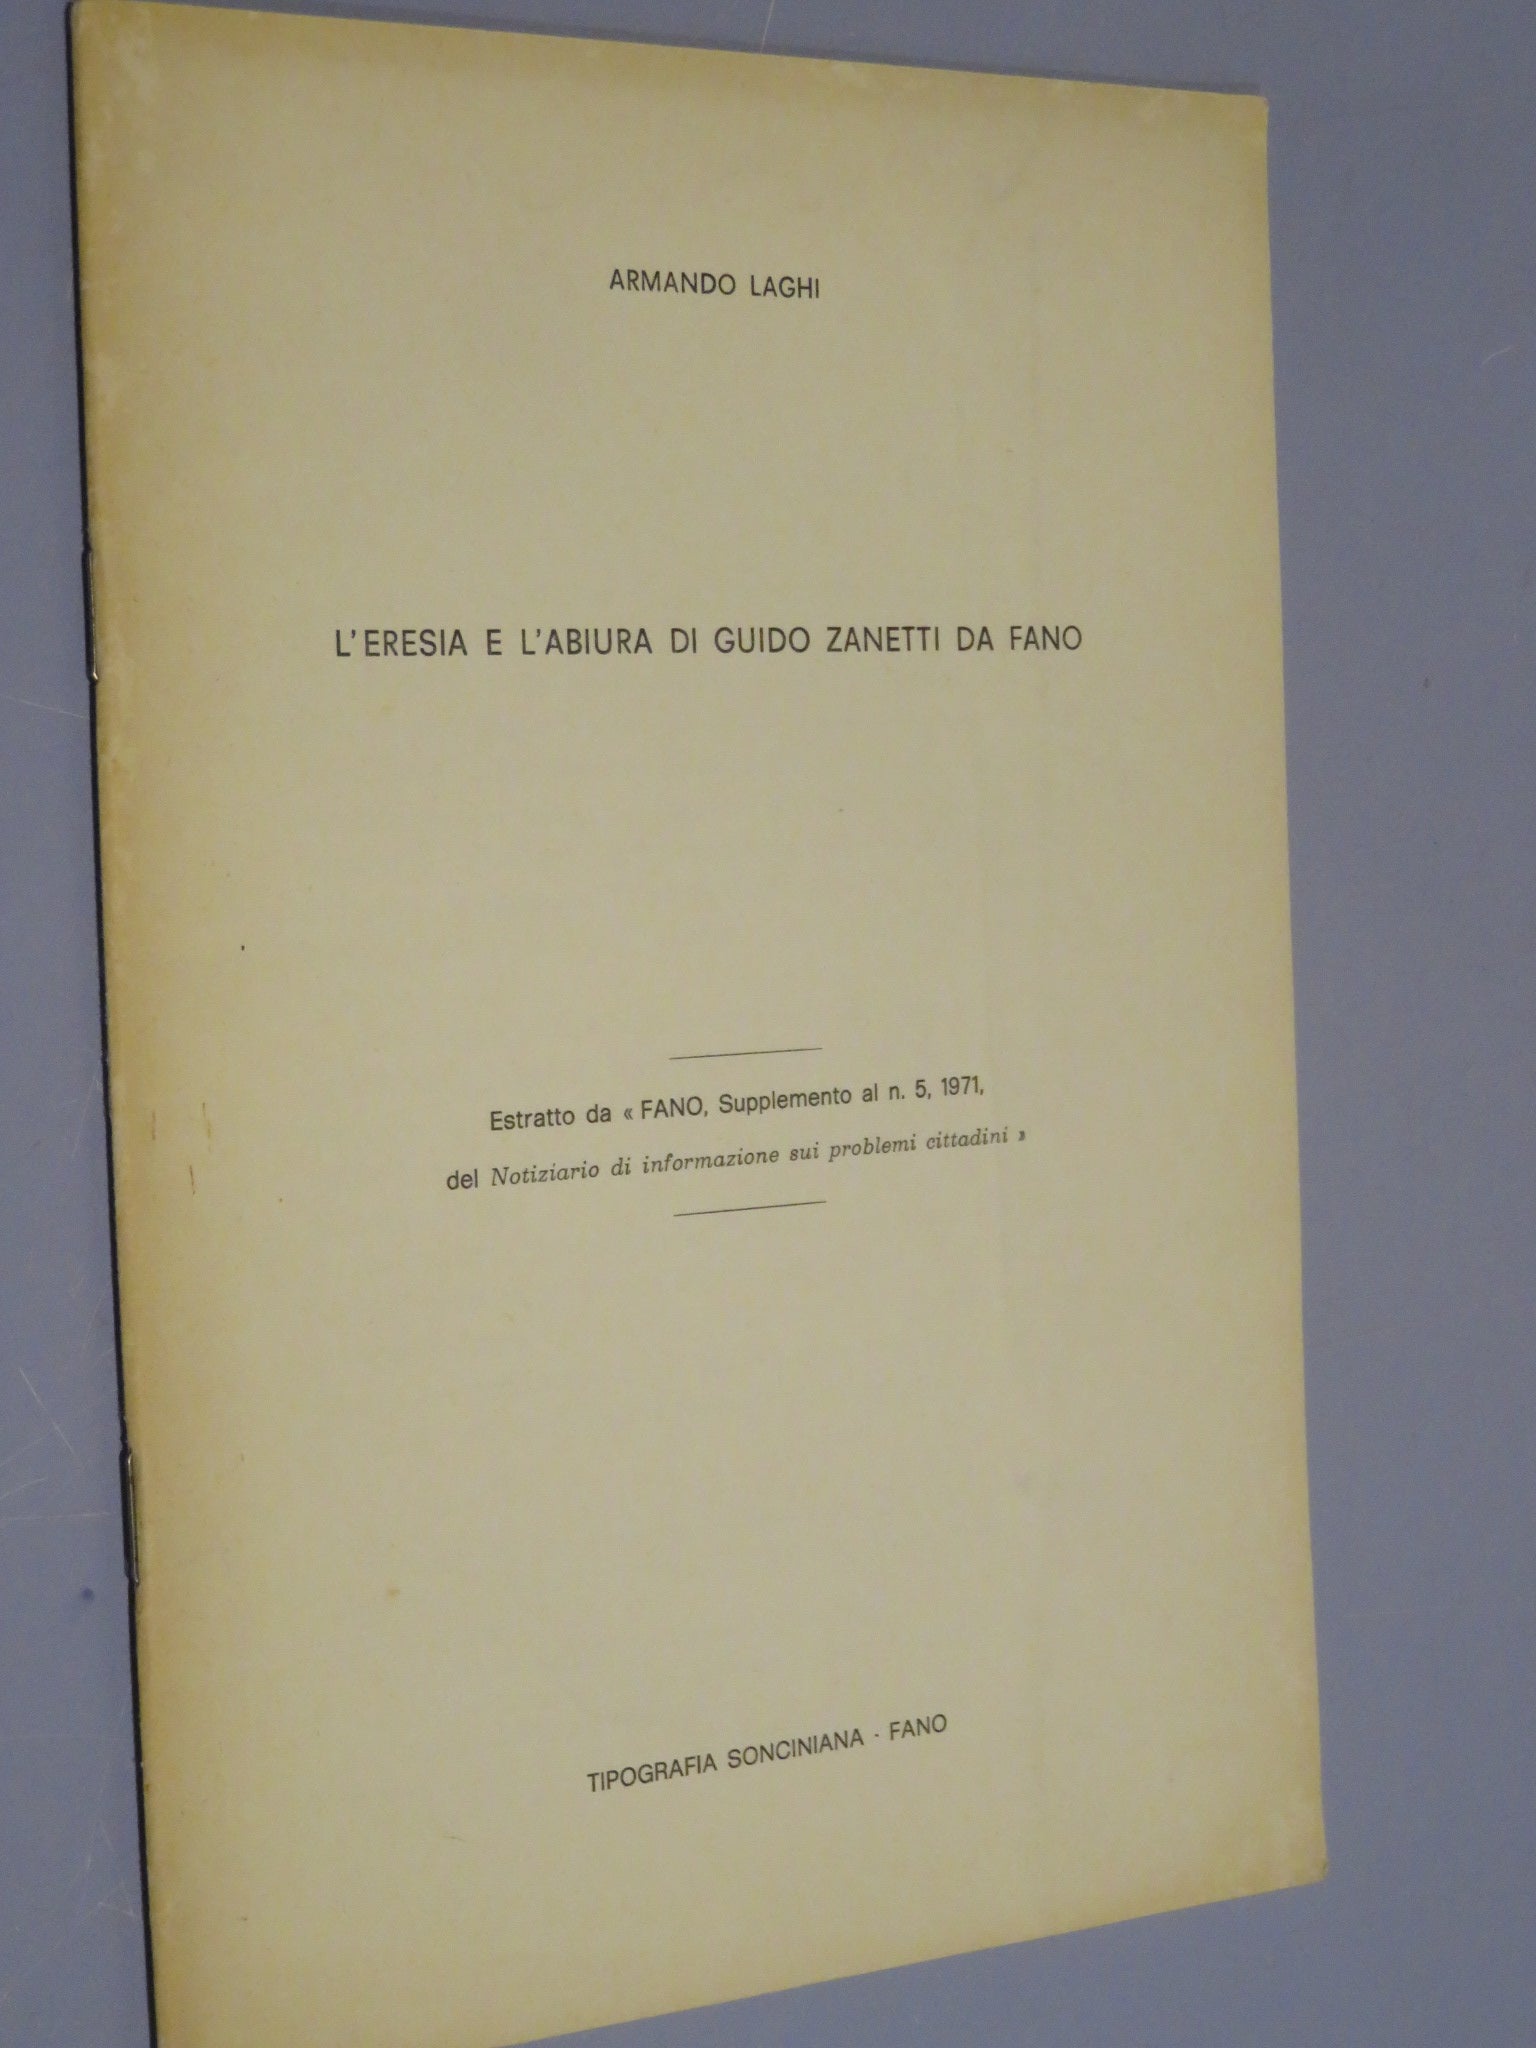 ARMANDO LAGHI
L'ERESIA E L'ABIURA DI GUIDO ZANETTI DA FANO
Estratto da « FANO, Supplemento al n. 5, 1971,
del Notiziario di informazione sui problemi cittadini »
TIPOGRAFIA SONCINIANA - FANO